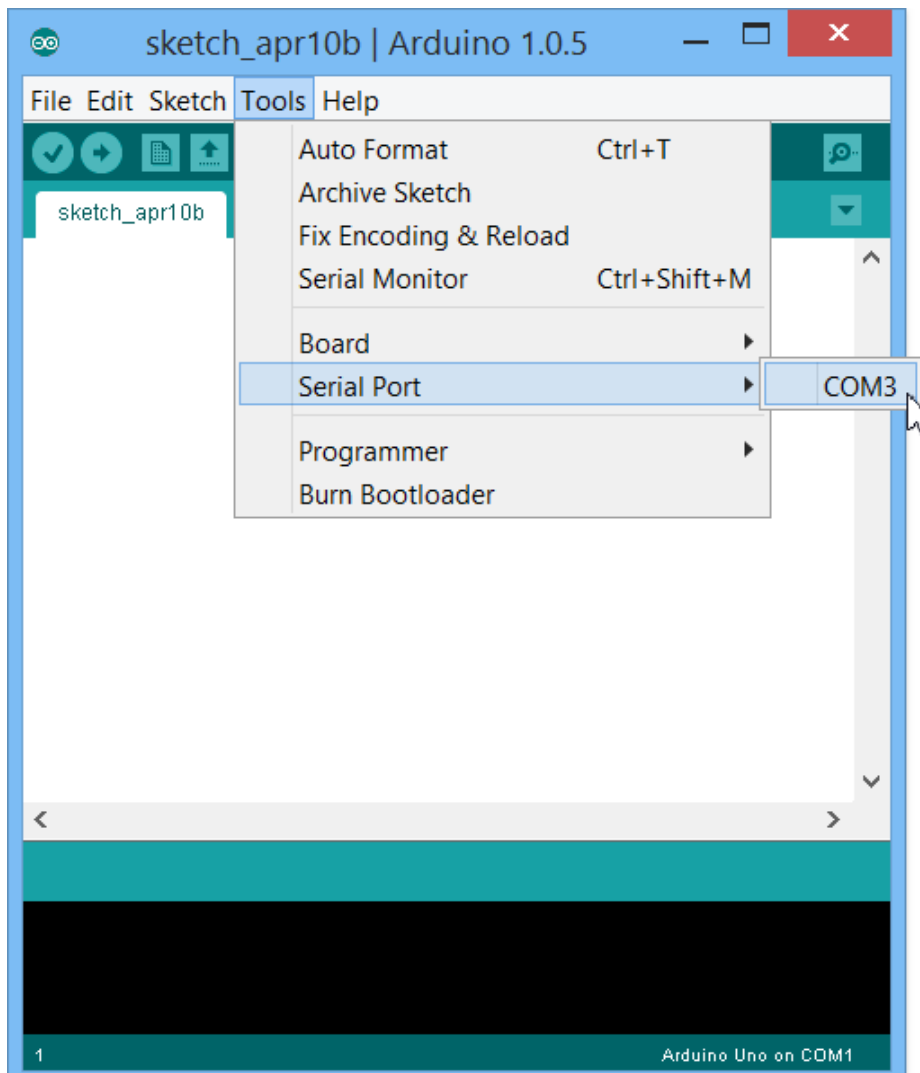 sketch_apr10b | Arduino 1.0.5
File Edit Sketch Tools Help
Auto Format Ctrl+T
sketch_apr10b
Archive Sketch
Fix Encoding & Reload
Serial Monitor Ctrl+Shift+M
Board
Serial Port
COM3
Programmer
Burn Bootloader
1 Arduino Uno on COM1